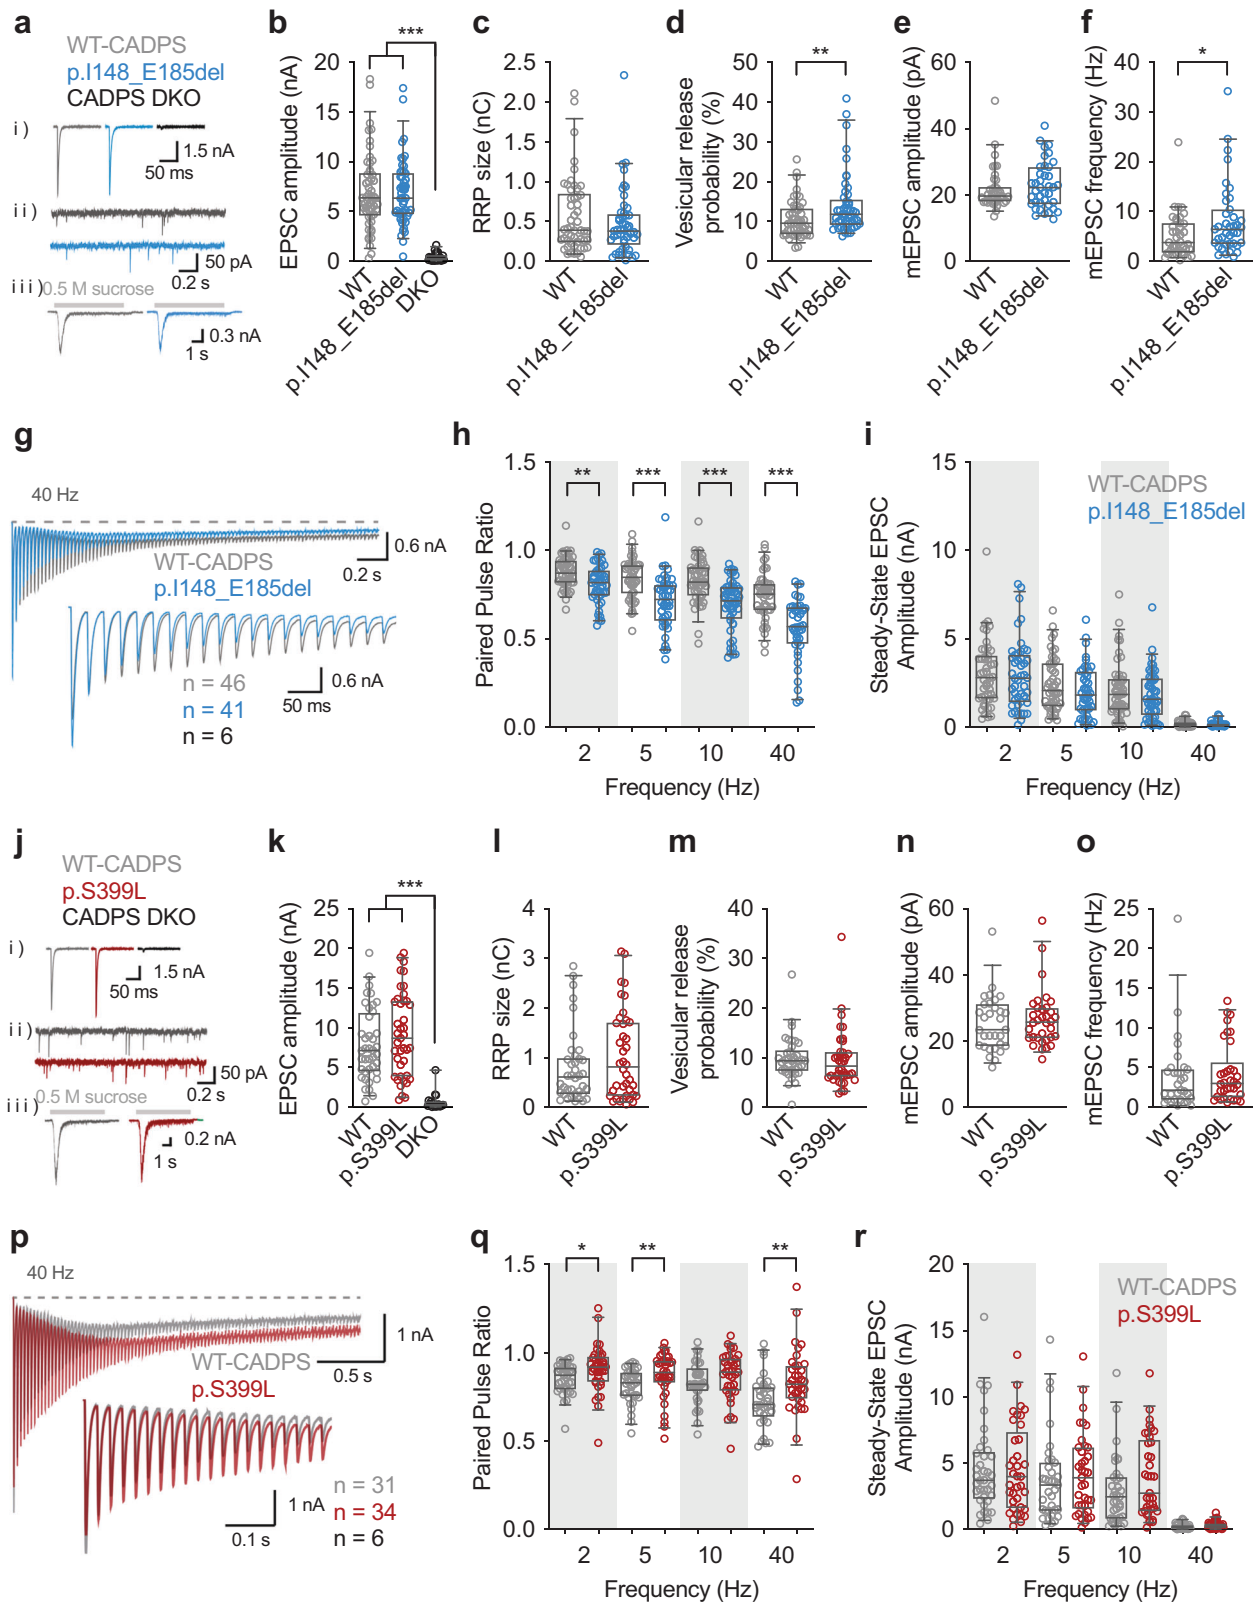 a
WT-CADPS
p.I148_E185del
CADPS DKO
i)
1.5 nA
50 ms
ii)
50 pA
0.2 s
iii)
0.5 M sucrose
0.3 nA
1 s
b
***
EPSC amplitude (nA)
20
15
10
5
0
WT
p.I148_E185del
DKO
c
RRP size (nC)
2.5
2.0
1.5
1.0
0.5
0.0
WT
p.I148_E185del
d
**
Vesicular release
probability (%)
50
40
30
20
10
0
WT
p.I148_E185del
e
mEPSC amplitude (pA)
60
40
20
0
WT
p.I148_E185del
f
*
mEPSC frequency (Hz)
40
30
20
10
0
WT
p.I148_E185del
g
40 Hz
0.6 nA
0.2 s
WT-CADPS
p.I148_E185del
n = 46
n = 41
n = 6
0.6 nA
50 ms
h
** *** *** ***
Paired Pulse Ratio
1.5
1.0
0.5
0.0
2 5 10 40
Frequency (Hz)
i
WT-CADPS
p.I148_E185del
Steady-State EPSC
Amplitude (nA)
15
10
5
0
2 5 10 40
Frequency (Hz)
j
WT-CADPS
p.S399L
CADPS DKO
i)
1.5 nA
50 ms
ii)
50 pA
0.2 s
iii)
0.5 M sucrose
0.2 nA
1 s
k
***
EPSC amplitude (nA)
25
20
15
10
5
0
WT
p.S399L
DKO
l
RRP size (nC)
4
3
2
1
0
WT
p.S399L
m
Vesicular release
probability (%)
40
30
20
10
0
WT
p.S399L
n
mEPSC amplitude (pA)
60
40
20
0
WT
p.S399L
o
mEPSC frequency (Hz)
25
20
15
10
5
0
WT
p.S399L
p
40 Hz
WT-CADPS
p.S399L
1 nA
0.5 s
n = 31
n = 34
n = 6
1 nA
0.1 s
q
* ** **
Paired Pulse Ratio
1.5
1.0
0.5
0.0
2 5 10 40
Frequency (Hz)
r
WT-CADPS
p.S399L
Steady-State EPSC
Amplitude (nA)
20
15
10
5
0
2 5 10 40
Frequency (Hz)